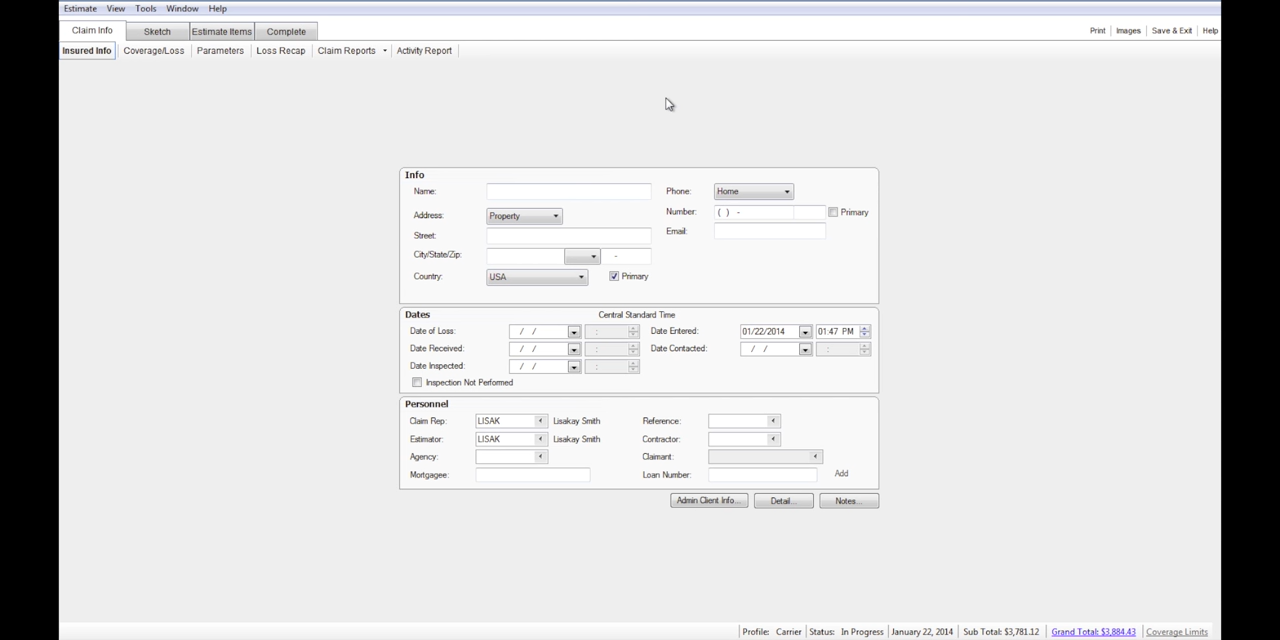 Estimate View Tools Window Help
Claim Info Sketch Estimate Items Complete Print Images Save & Exit Help
Insured Info Coverage/Loss Parameters Loss Recap Claim Reports Activity Report
Info
Name: Phone: Home
Address: Property Number: ( ) - Primary
Street: Email:
City/State/Zip: -
Country: USA Primary
Dates Central Standard Time
Date of Loss: / / : Date Entered: 01/22/2014 01:47 PM
Date Received: / / : Date Contacted: / / :
Date Inspected: / / :
Inspection Not Performed
Personnel
Claim Rep: LISAK Lisakay Smith Reference:
Estimator: LISAK Lisakay Smith Contractor:
Agency: Claimant:
Mortgagee: Loan Number: Add
Admin Client Info... Detail... Notes...
Profile: Carrier Status: In Progress January 22, 2014 Sub Total: $3,781.12 Grand Total: $3,884.43 Coverage Limits